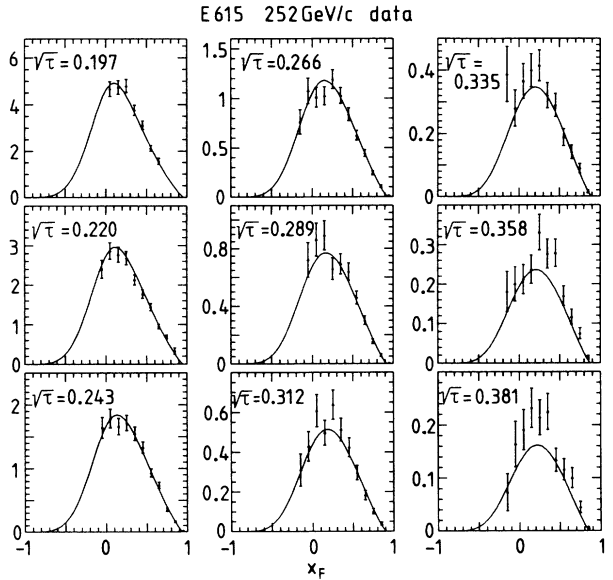 E615 252GeV/c data
√τ = 0.197
6
4
2
0
√τ = 0.266
1.5
1
0.5
0
√τ =
0.335
0.4
0.2
0
√τ = 0.220
3
2
1
0
√τ = 0.289
0.8
0.4
0
√τ = 0.358
0.3
0.2
0.1
0
√τ = 0.243
2
1
0
√τ = 0.312
0.6
0.4
0.2
0
√τ = 0.381
0.2
0.1
0
-1 0 1 -1 0 1 -1 0 1
x_F